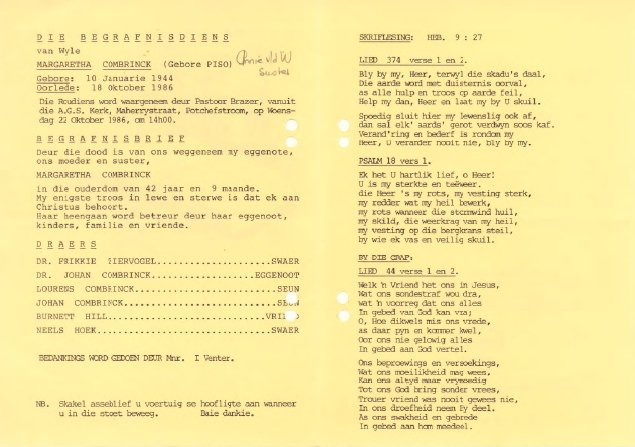 DIE BEGRAFNISDIENS
van Wyle
MARGARETHA COMBRINCK (Gebore PISO)
Gebore: 10 Januarie 1944
Oorlede: 18 Oktober 1986
Die Roudiens word waargeneem deur Pastoor Brazer, vanuit
die A.G.S. Kerk, Maherrystraat, Potchefstroom, op Woens-
dag 22 Oktober 1986, om 14h00.
BEGRAFNISBRIEF
Deur die dood is van ons weggeneem my eggenote,
ons moeder en suster,
MARGARETHA COMBRINCK
in die ouderdom van 42 jaar en 9 maande.
My enigste troos in lewe en sterwe is dat ek aan
Christus behoort.
Haar heengaan word betreur deur haar eggenoot,
kinders, familie en vriende.
DRAERS
DR. FRIKKIE PIERVOGEL......................SWAER
DR. JOHAN COMBRINCK.....................EGGENOOT
LOURENS COMBRINCK...........................SEUN
JOHAN COMBRINCK.............................SEUN
BURNETT HILL..............................VRIEND
NEELS HOEK.................................SWAER
BEDANKINGS WORD GEDOEN DEUR Mnr. I Venter.
NB. Skakel asseblief u voertuig se hoofligte aan wanneer
u in die stoet beweeg. Baie dankie.
SKRIFLESING: HEB. 9 : 27
LIED 374 verse 1 en 2.
Bly by my, Heer, terwyl die skadu's daal,
Die aarde word met duisternis oorval,
as alle hulp en troos op aarde feil,
Help my dan, Heer en laat my by U skuil.
Spoedig sluit hier my lewenslig ook af,
dan sal elk' aards' gerot verdwyn soos kaf.
Verand'ring en bederf is rondom my
Heer, U verander nooit nie, bly by my.
PSALM 18 vers 1.
Ek het U hartlik lief, o Heer!
U is my sterkte en teëweer.
die Heer 's my rots, my vesting sterk,
my redder wat my heil bewerk,
my rots wanneer die stormwind huil,
my skild, die weerkrag van my heil,
my vesting op die bergkrans steil,
by wie ek vas en veilig skuil.
BY DIE GRAF:
LIED 44 verse 1 en 2.
Welk 'n Vriend het ons in Jesus,
Wat ons sondestraf wou dra,
wat 'n voorreg dat ons alles
In gebed van God kan vra;
O, Hoe dikwels mis ons vrede,
as daar pyn en kommer kwel,
Oor ons nie gelowig alles
In gebed aan God vertel.
Ons beproewings en versoekings,
Wat ons moeilikheid mag wees,
Kan ons altyd maar vrymoedig
Tot ons God bring sonder vrees,
Trouer vriend was nooit gewees nie,
In ons droefheid neem Hy deel.
As ons swakheid en gebrede
In gebed aan hom meedeel.